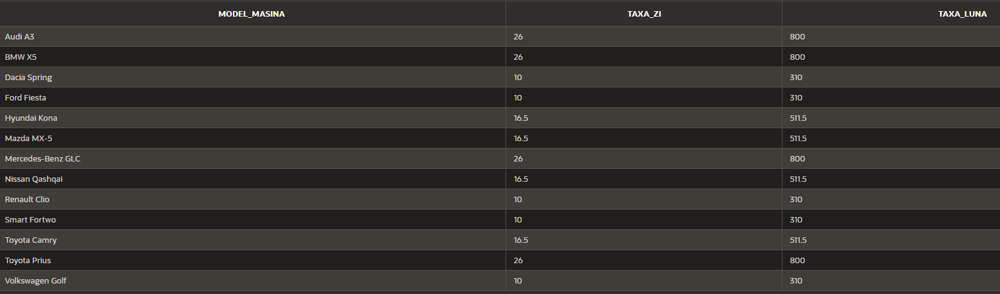 MODEL_MASINA TAXA_ZI TAXA_LUNA
Audi A3 26 800
BMW X5 26 800
Dacia Spring 10 310
Ford Fiesta 10 310
Hyundai Kona 16.5 511.5
Mazda MX-5 16.5 511.5
Mercedes-Benz GLC 26 800
Nissan Qashqai 16.5 511.5
Renault Clio 10 310
Smart Fortwo 10 310
Toyota Camry 16.5 511.5
Toyota Prius 26 800
Volkswagen Golf 10 310